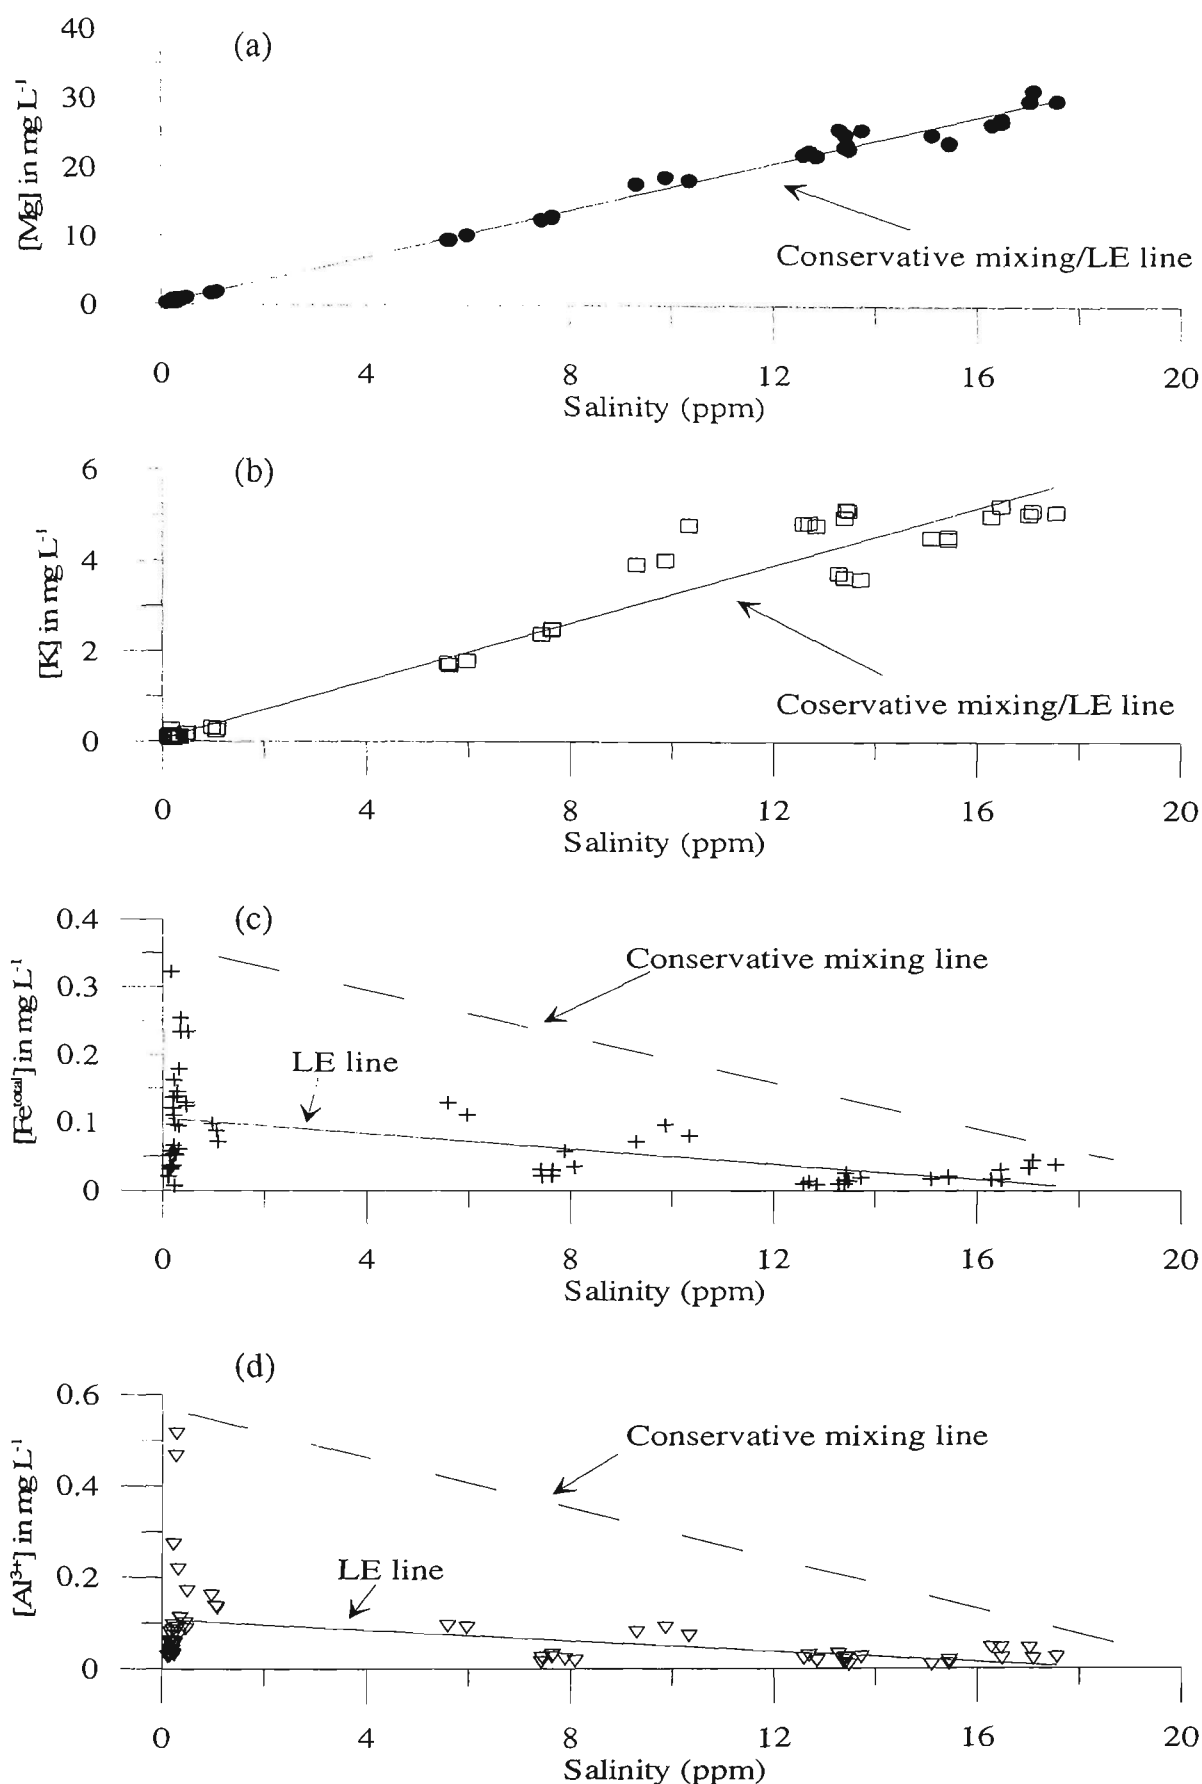 (a)
40
30
20
10
0
[Mg] in mg L⁻¹
Conservative mixing/LE line
0 4 8 12 16 20
Salinity (ppm)
(b)
6
4
2
0
[K] in mg L⁻¹
Coservative mixing/LE line
0 4 8 12 16 20
Salinity (ppm)
(c)
0.4
0.3
0.2
0.1
0
[Fe^total] in mg L⁻¹
Conservative mixing line
LE line
0 4 8 12 16 20
Salinity (ppm)
(d)
0.6
0.4
0.2
0
[Al³⁺] in mg L⁻¹
Conservative mixing line
LE line
0 4 8 12 16 20
Salinity (ppm)